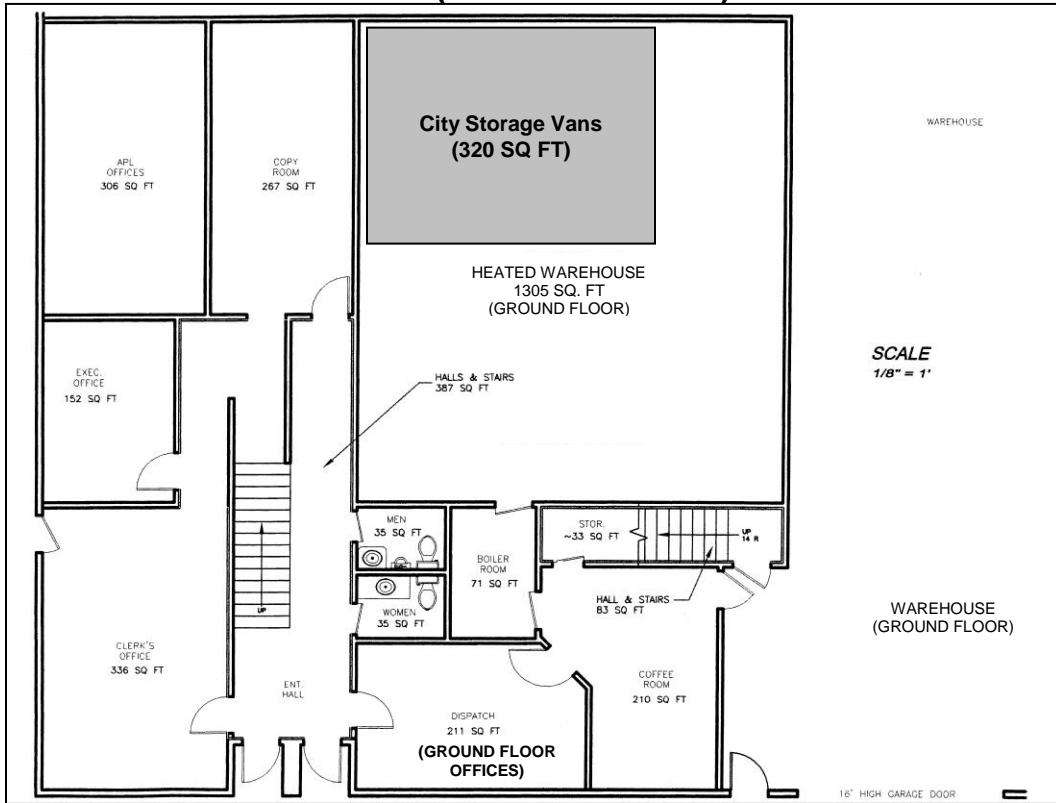 City Storage Vans
(320 SQ FT)
WAREHOUSE
APL
OFFICES
306 SQ FT
COPY
ROOM
267 SQ FT
HEATED WAREHOUSE
1305 SQ. FT
(GROUND FLOOR)
SCALE
1/8" = 1'
EXEC.
OFFICE
152 SQ FT
HALLS & STAIRS
387 SQ FT
MEN
35 SQ FT
STOR.
~33 SQ FT
UP
14 R
BOILER
ROOM
71 SQ FT
HALL & STAIRS
83 SQ FT
WOMEN
35 SQ FT
UP
WAREHOUSE
(GROUND FLOOR)
CLERK'S
OFFICE
336 SQ FT
ENT.
HALL
COFFEE
ROOM
210 SQ FT
DISPATCH
211 SQ FT
(GROUND FLOOR
OFFICES)
16' HIGH GARAGE DOOR